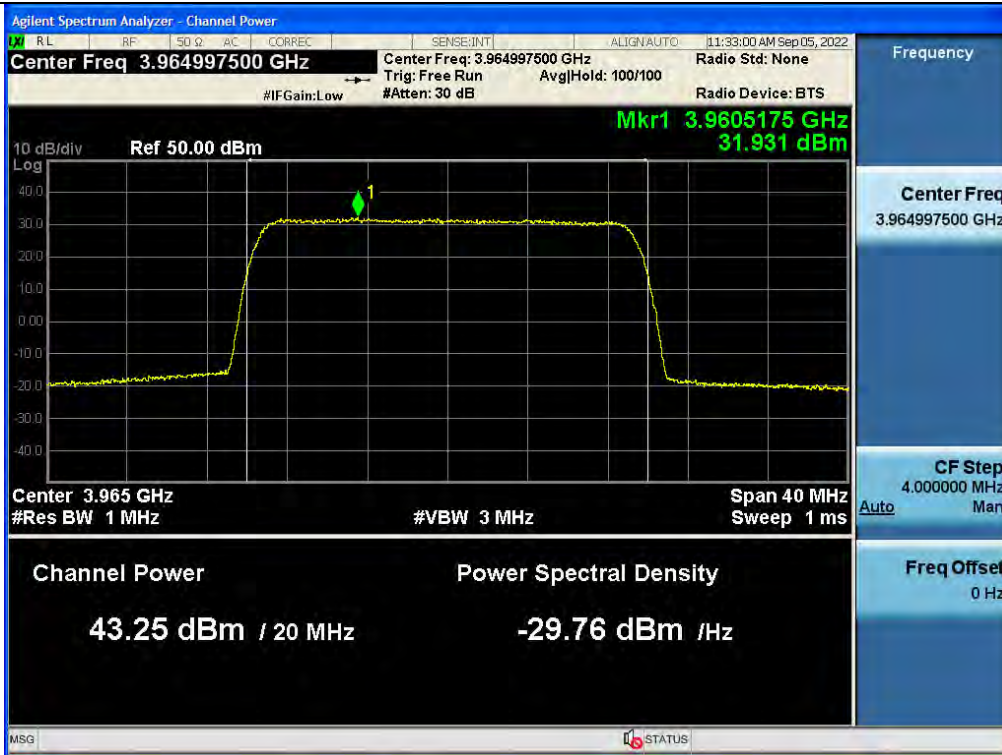 Agilent Spectrum Analyzer - Channel Power
LXI RL RF 50 Ω AC CORREC SENSE:INT ALIGN AUTO 11:33:00 AM Sep 05, 2022
Center Freq 3.964997500 GHz
Center Freq: 3.964997500 GHz
Radio Std: None
Trig: Free Run Avg|Hold: 100/100
#IFGain:Low
#Atten: 30 dB
Radio Device: BTS
Mkr1 3.9605175 GHz
31.931 dBm
10 dB/div Ref 50.00 dBm
Log
40.0
1
30.0
20.0
10.0
0.00
-10.0
-20.0
-30.0
-40.0
Center 3.965 GHz Span 40 MHz
#Res BW 1 MHz #VBW 3 MHz Sweep 1 ms
Channel Power Power Spectral Density
43.25 dBm / 20 MHz -29.76 dBm /Hz
MSG STATUS
Frequency
Center Freq
3.964997500 GHz
CF Step
4.000000 MHz
Auto Man
Freq Offset
0 Hz